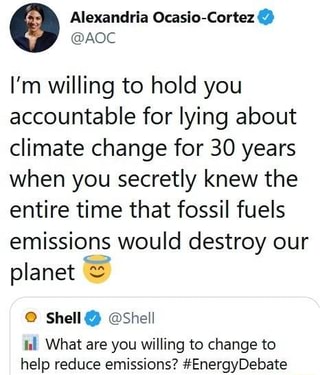 Alexandria Ocasio-Cortez
@AOC
I'm willing to hold you
accountable for lying about
climate change for 30 years
when you secretly knew the
entire time that fossil fuels
emissions would destroy our
planet 😇
Shell @Shell
📊 What are you willing to change to
help reduce emissions? #EnergyDebate